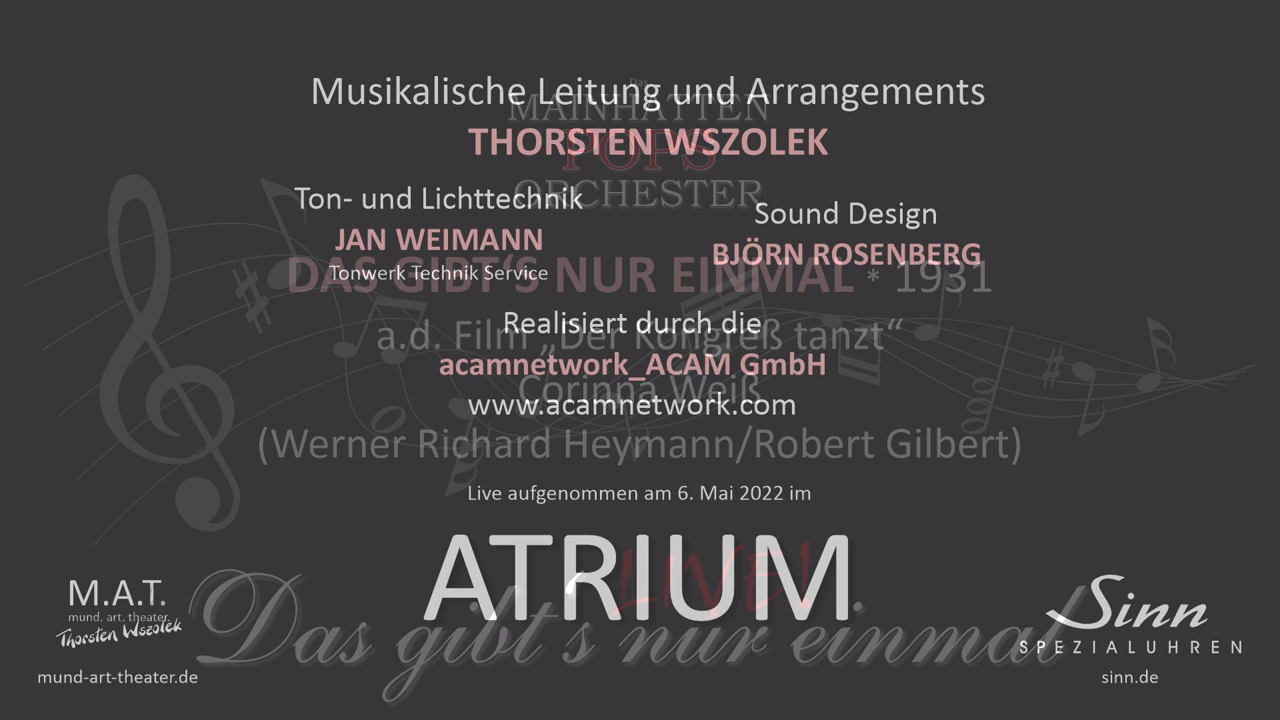 Das
Musikalische Leitung und Arrangements
MAINHATTEN
THORSTEN WSZOLEK
POPS
ORCHESTER
Ton- und Lichttechnik
JAN WEIMANN
Tonwerk Technik Service
Sound Design
BJÖRN ROSENBERG
DAS GIBT'S NUR EINMAL * 1931
Realisiert durch die
a.d. Film „Der Kongreß tanzt“
acamnetwork_ACAM GmbH
Corinna Weiß
www.acamnetwork.com
(Werner Richard Heymann/Robert Gilbert)
Live aufgenommen am 6. Mai 2022 im
ATRIUM
LIVE!
Das gibt's nur einmal
M.A.T.
mund. art. theater.
Thorsten Wszolek
mund-art-theater.de
Sinn
SPEZIALUHREN
sinn.de